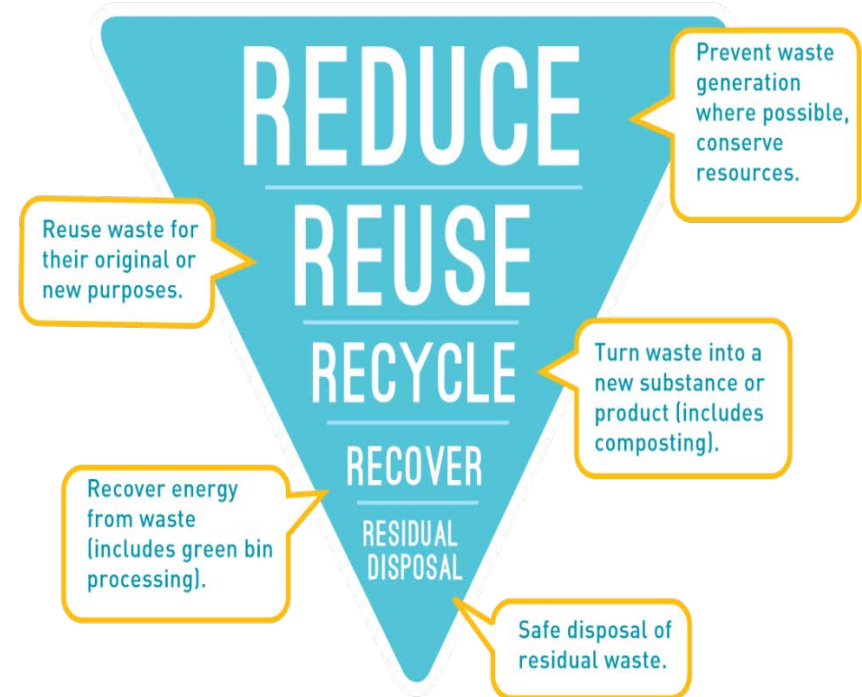 REDUCE
Prevent waste
generation
where possible,
conserve
resources.
REUSE
Reuse waste for
their original or
new purposes.
RECYCLE
Turn waste into a
new substance or
product (includes
composting).
RECOVER
Recover energy
from waste
(includes green bin
processing).
RESIDUAL
DISPOSAL
Safe disposal of
residual waste.